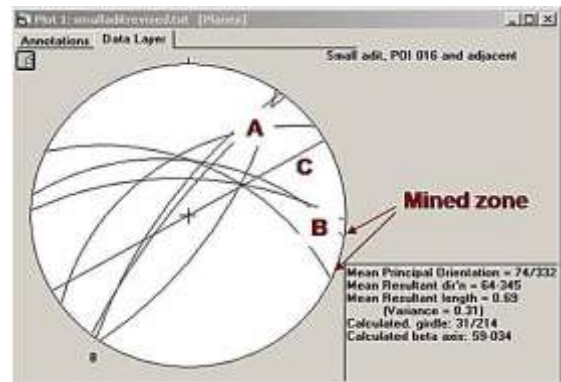 Plot 1: smalladitrevised.txt [Planes]
Annotations Data Layer
Small adit, POI 016 and adjacent
A
C
B
Mined zone
Mean Principal Orientation = 74/332
Mean Resultant dir'n = 64-345
Mean Resultant length = 0.69
(Variance = 0.31)
Calculated. girdle: 31/214
Calculated beta axis: 59-034